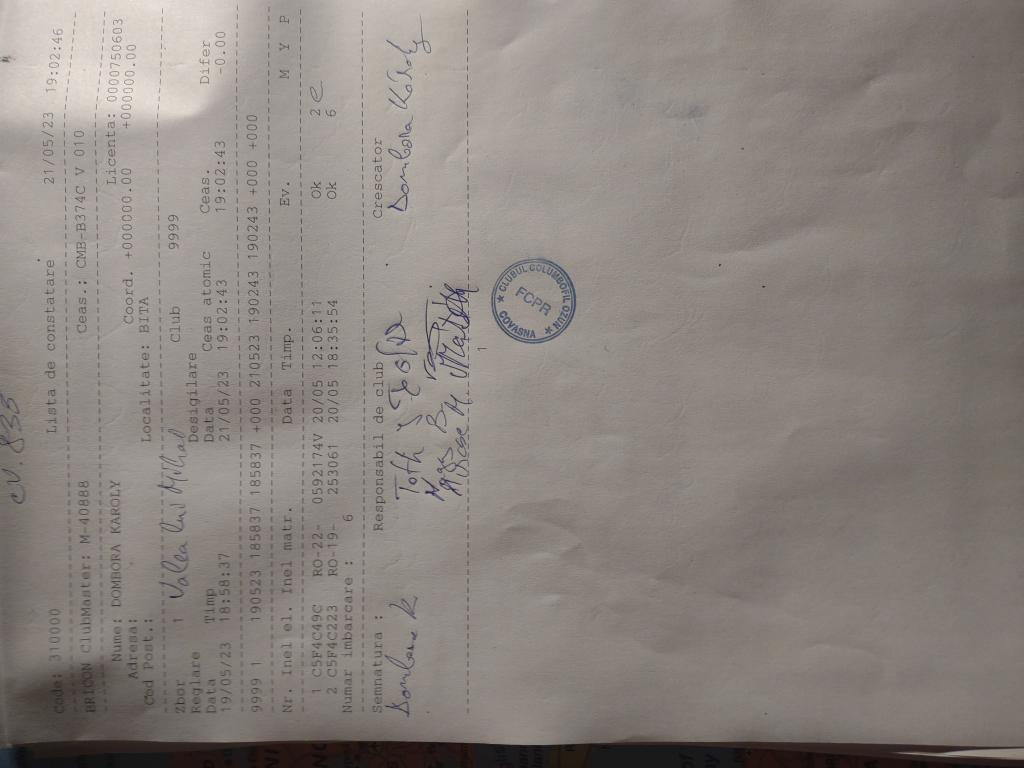 cv. 835
Code: 310000 Lista de constatare 21/05/23 19:02:46
BRICON ClubMaster: M-40888 Ceas.: CMB-B374C V 010
Nume: DOMBORA KAROLY Licenta: 0000750603
Adresa: Coord. +000000.00 +000000.00
Cod Post.: Localitate: BITA
Zbor 1 Valea lui Mihai Club 9999
Reglare Desigilare
Data Timp Data Ceas atomic Ceas. Difer
19/05/23 18:58:37 21/05/23 19:02:43 19:02:43 -0.00
9999 1 190523 185837 185837 +000 210523 190243 190243 +000 +000
Nr. Inel el. Inel matr. Data Timp. Ev. M Y P
1 C5F4C49C RO-22- 0592174V 20/05 12:06:11 Ok 2 e
2 C5F4C223 RO-19- 253061 20/05 18:35:54 Ok 6
Numar imbarcare : 6
Semnatura : Responsabil de club Crescator
Dombora K Toth Dombora Karoly
1
CLUBUL COLUMBOFIL OZUN
FCPR
COVASNA